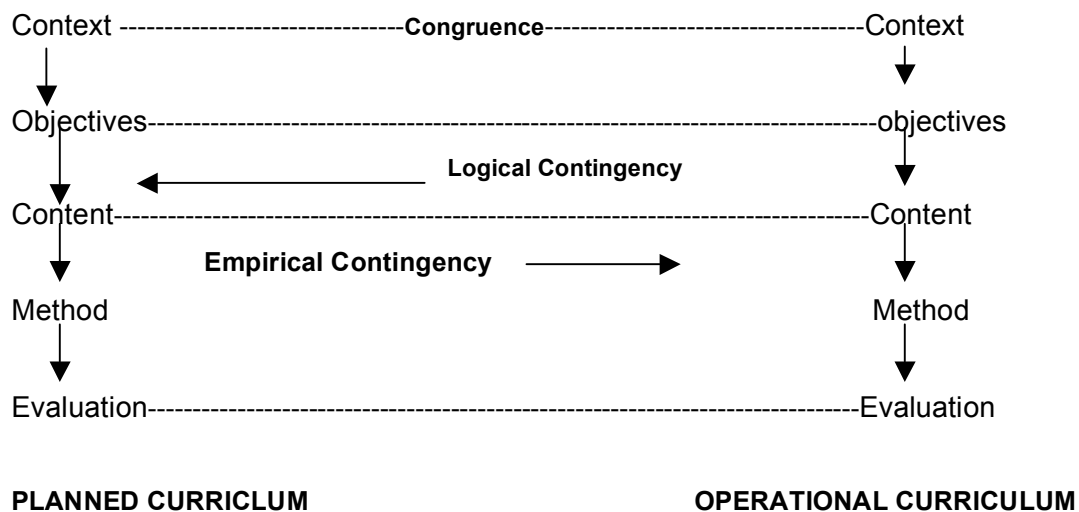 Context ----------------------------Congruence--------------------------------Context
Objectives-------------------------------------------------------------------------objectives
Logical Contingency
Content---------------------------------------------------------------------------Content
Empirical Contingency
Method Method
Evaluation-----------------------------------------------------------------------Evaluation
PLANNED CURRICLUM OPERATIONAL CURRICULUM